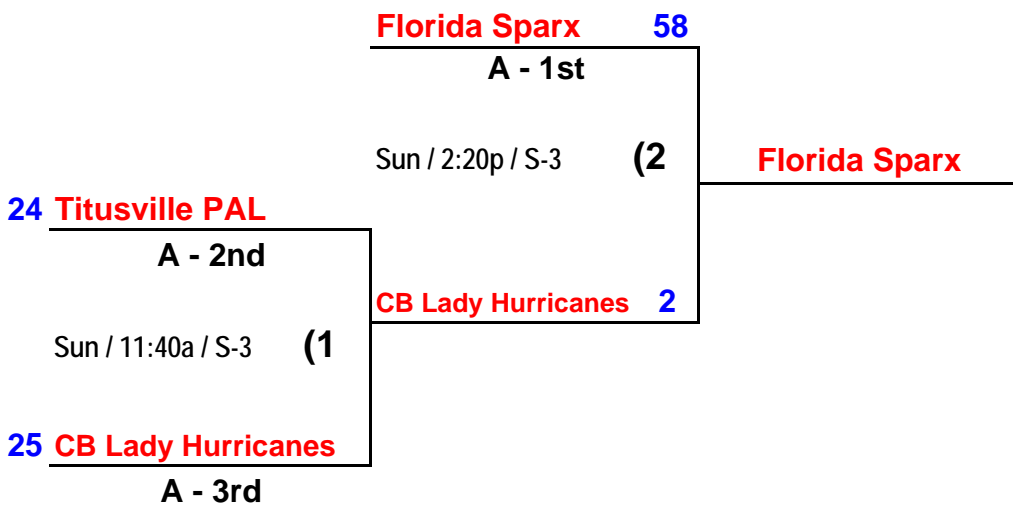 Florida Sparx 58
A - 1st
Sun / 2:20p / S-3 (2
Florida Sparx
24 Titusville PAL
A - 2nd
CB Lady Hurricanes 2
Sun / 11:40a / S-3 (1
25 CB Lady Hurricanes
A - 3rd